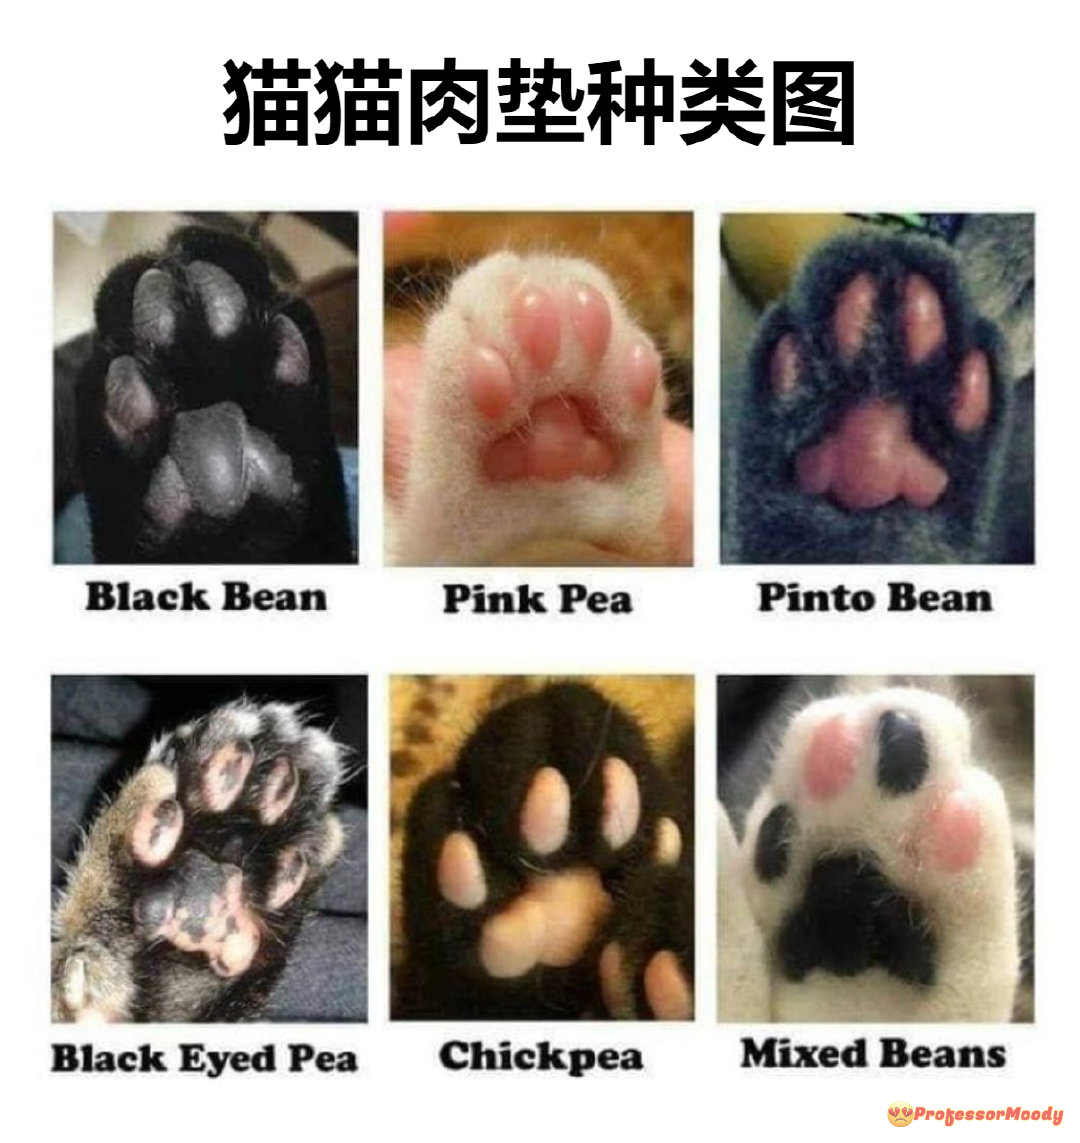 猫猫肉垫种类图
Black Bean
Pink Pea
Pinto Bean
Black Eyed Pea
Chickpea
Mixed Beans
ProfessorMoody